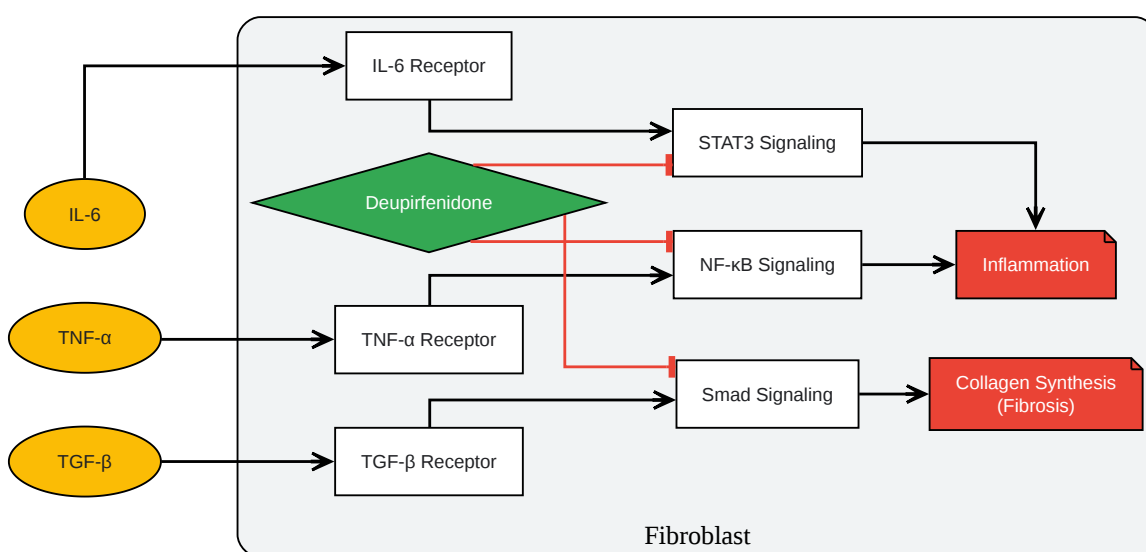 IL-6 Receptor
STAT3 Signaling
Deupirfenidone
IL-6
NF-κB Signaling
Inflammation
TNF-α
TNF-α Receptor
Smad Signaling
Collagen Synthesis
(Fibrosis)
TGF-β
TGF-β Receptor
Fibroblast